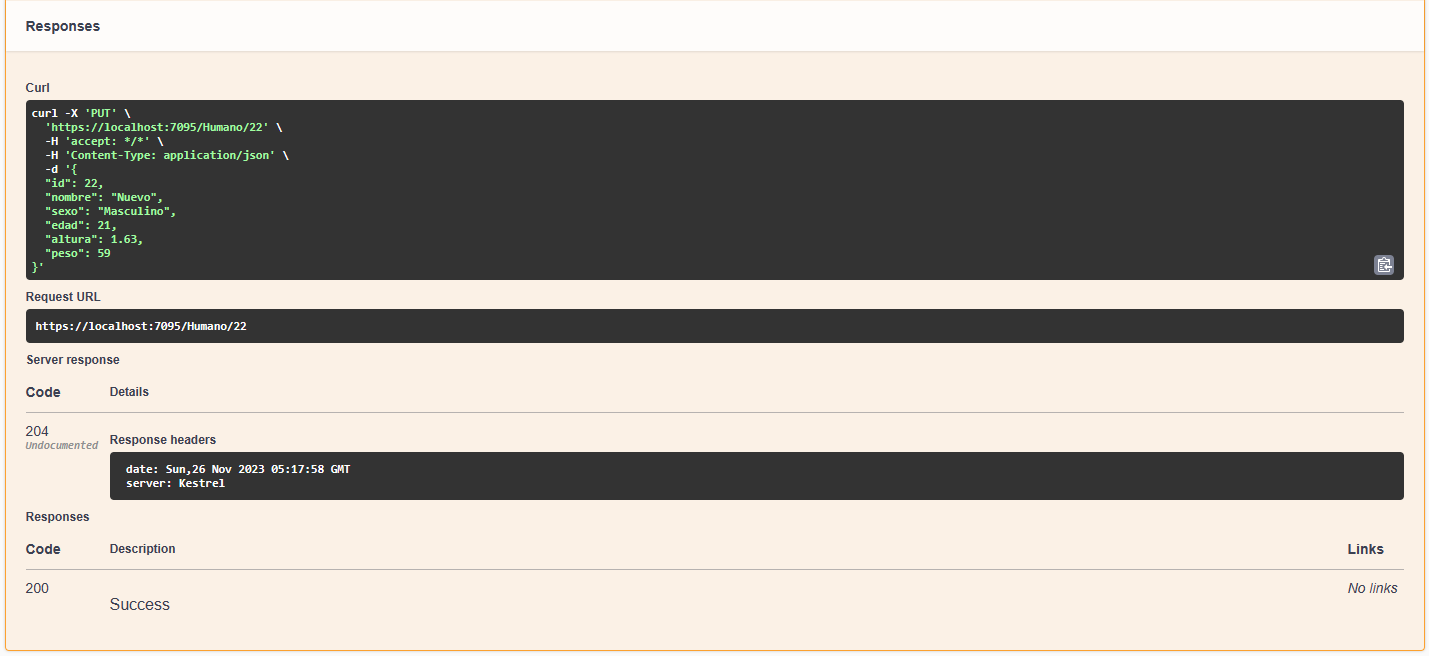 Responses
Curl
curl -X 'PUT' \
  'https://localhost:7095/Humano/22' \
  -H 'accept: */*' \
  -H 'Content-Type: application/json' \
  -d '{
  "id": 22,
  "nombre": "Nuevo",
  "sexo": "Masculino",
  "edad": 21,
  "altura": 1.63,
  "peso": 59
}'
Request URL
https://localhost:7095/Humano/22
Server response
Code Details
204
Undocumented
Response headers
date: Sun,26 Nov 2023 05:17:58 GMT
server: Kestrel
Responses
Code Description Links
200 No links
Success